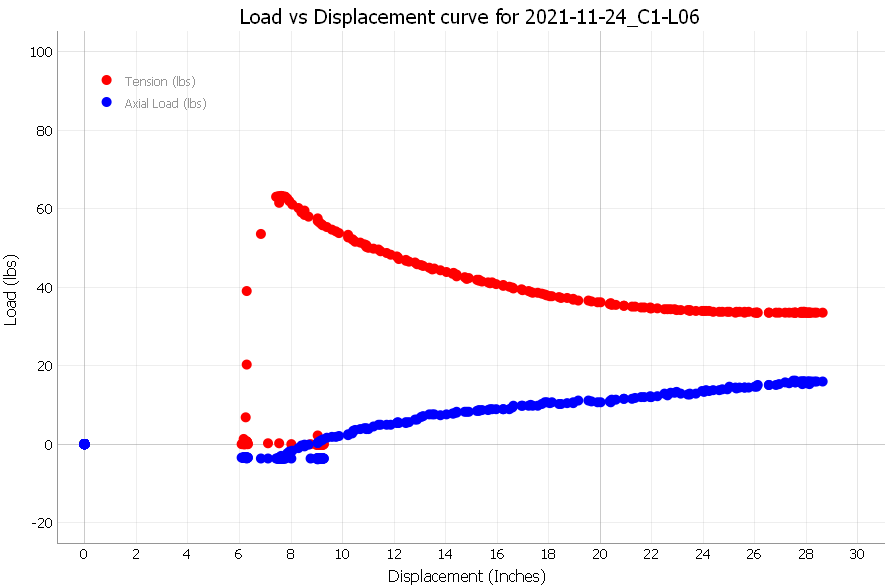 Load vs Displacement curve for 2021-11-24_C1-L06
100
80
60
40
20
0
-20
Load (lbs)
Tension (lbs)
Axial Load (lbs)
0 2 4 6 8 10 12 14 16 18 20 22 24 26 28 30
Displacement (Inches)